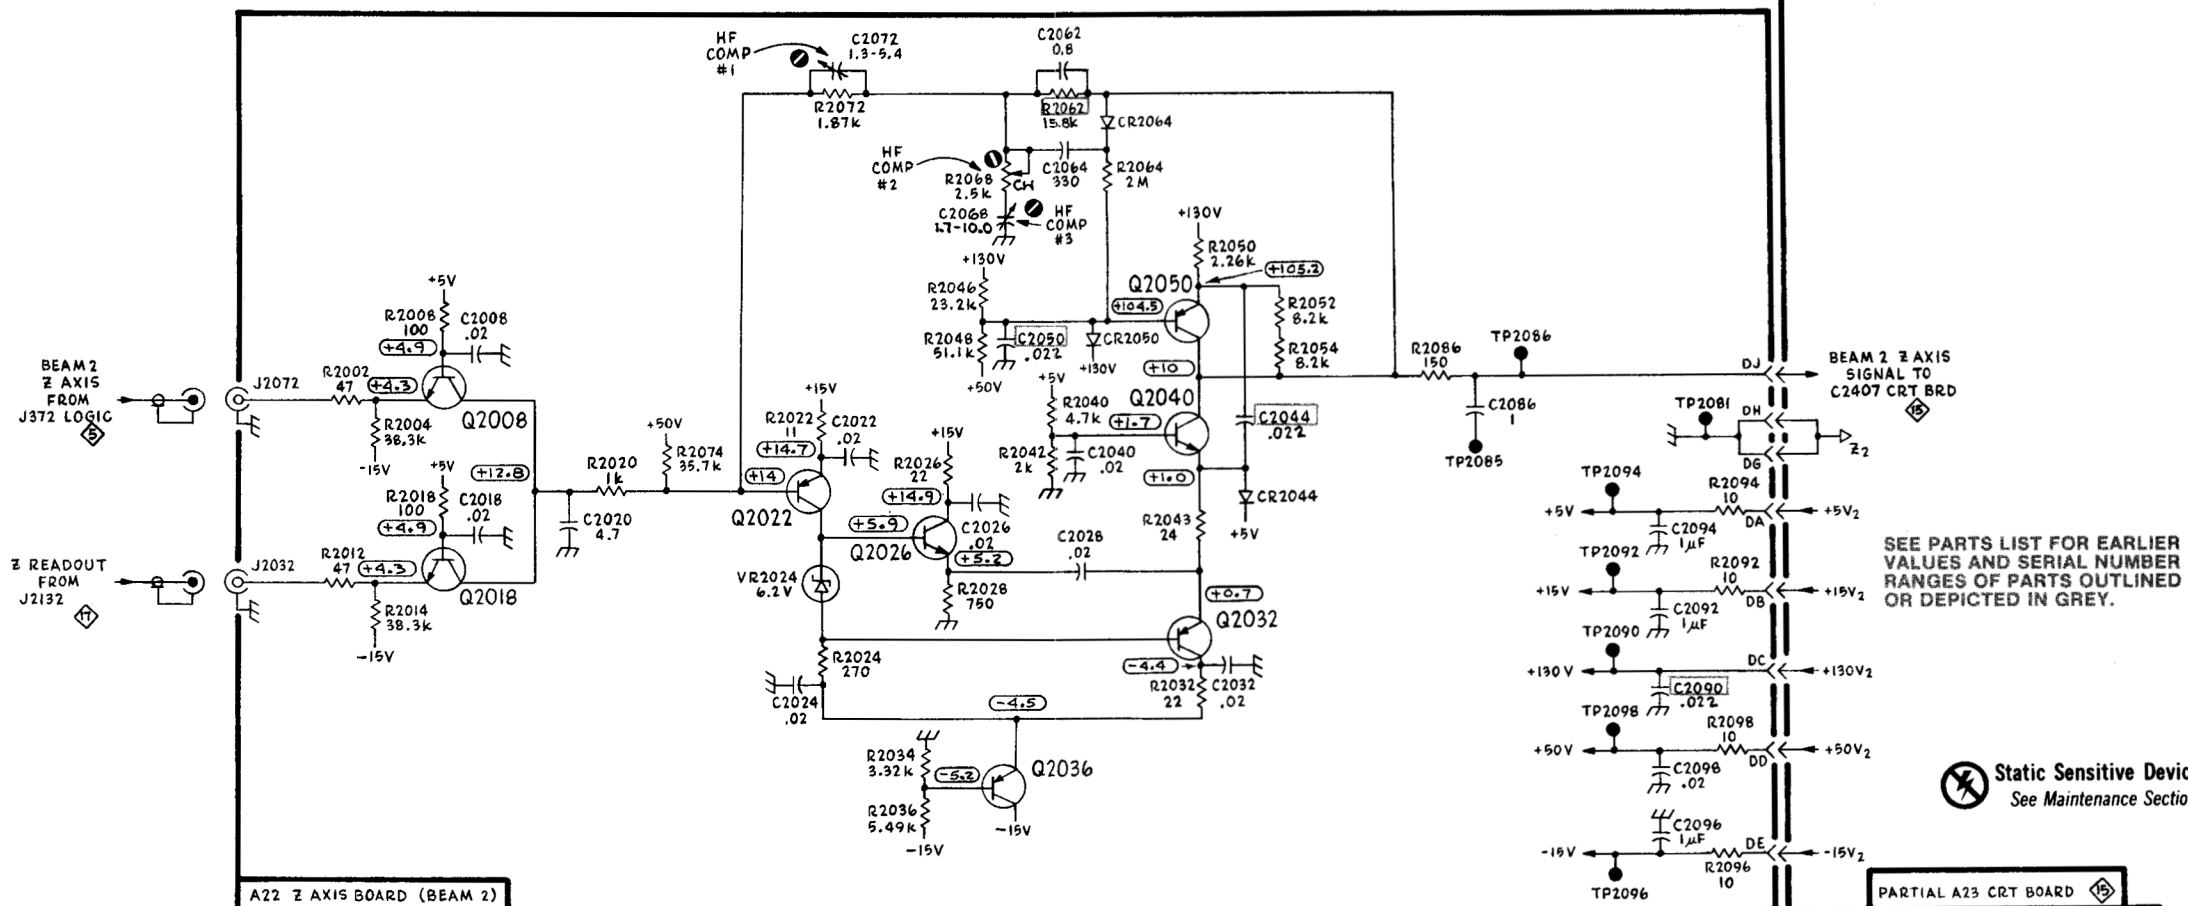 HF
COMP
#1
C2072
1.3-5.4
R2072
1.87k
C2062
0.8
R2062
15.8k
CR2064
HF
COMP
#2
R2068
2.5k
CW
C2064
330
R2064
2M
C2068
1.7-10.0
HF
COMP
#3
+130V
R2050
2.26k
+105.2
+130V
R2046
23.2k
Q2050
+104.5
R2052
8.2k
R2048
51.1k
C2050
.022
CR2050
+130V
+50V
R2054
8.2k
+10
R2086
150
TP2086
DJ
BEAM 2 Z AXIS
SIGNAL TO
C2407 CRT BRD
15
+5V
R2008
100
C2008
.02
+4.9
BEAM 2
Z AXIS
FROM
J372 LOGIC
5
J2072
R2002
47
+4.3
Q2008
R2004
38.3k
-15V
+5V
R2040
4.7k
Q2040
+1.7
R2042
2k
C2040
.02
C2044
.022
+1.0
CR2044
+5V
C2086
1
TP2085
TP2081
DH
DG
Z2
+15V
R2022
11
C2022
.02
+14.7
+50V
R2074
35.7k
R2020
1k
+12.8
+14
Q2022
C2020
4.7
+15V
R2026
22
+14.9
C2026
.02
+5.9
Q2026
+5.2
R2028
750
C2028
.02
R2043
24
+5V
R2018
100
C2018
.02
+4.9
Z READOUT
FROM
J2132
17
J2032
R2012
47
+4.3
Q2018
R2014
38.3k
-15V
VR2024
6.2V
+0.7
Q2032
R2024
270
C2024
.02
-4.4
R2032
22
C2032
.02
-4.5
R2034
3.32k
-5.2
Q2036
R2036
5.49k
-15V
-15V
TP2094
R2094
10
+5V
DA
+5V2
C2094
1µF
TP2092
R2092
10
+15V
DB
+15V2
C2092
1µF
TP2090
+130V
DC
+130V2
C2090
.022
TP2098
R2098
10
+50V
DD
+50V2
C2098
.02
C2096
1µF
-15V
DE
-15V2
R2096
10
TP2096
SEE PARTS LIST FOR EARLIER
VALUES AND SERIAL NUMBER
RANGES OF PARTS OUTLINED
OR DEPICTED IN GREY.
Static Sensitive Devic
See Maintenance Sectio
A22 Z AXIS BOARD (BEAM 2)
PARTIAL A23 CRT BOARD 15